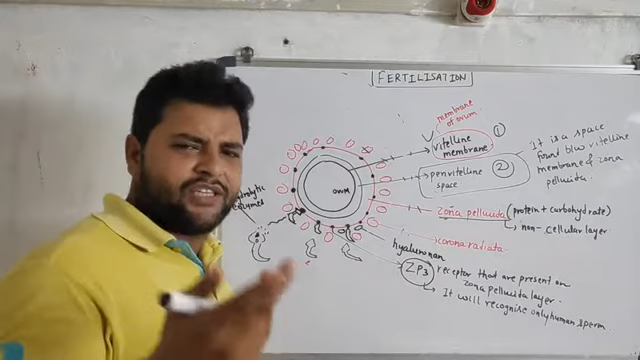 FERTILISATION
membrane
of ovum
vitelline
membrane
1
perivitelline
space
2
It is a space
found b/w vitelline
membrane of zona
pellucida.
OVUM
zona pellucida
(protein + carbohydrate)
non-cellular layer
enzymes
corona radiata
hyaluronan
ZP3
receptor that are present on
zona pellucida layer.
It will recognise only human sperm